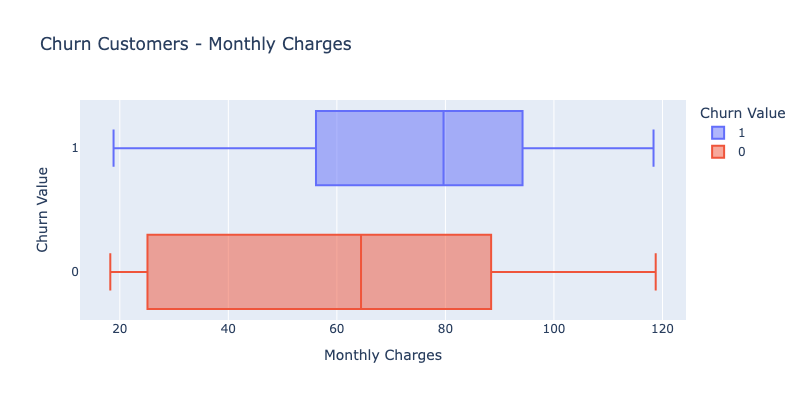 Churn Customers - Monthly Charges
Churn Value
1
0
Churn Value
1
0
20 40 60 80 100 120
Monthly Charges